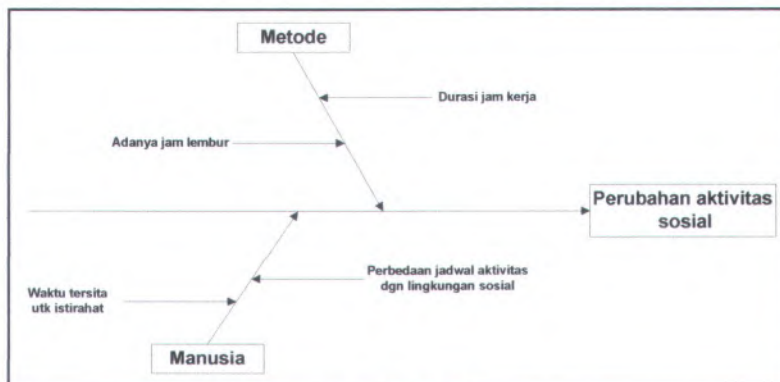 Metode
Durasi jam kerja
Adanya jam lembur
Perubahan aktivitas
sosial
Perbedaan jadwal aktivitas
dgn lingkungan sosial
Waktu tersita
utk istirahat
Manusia